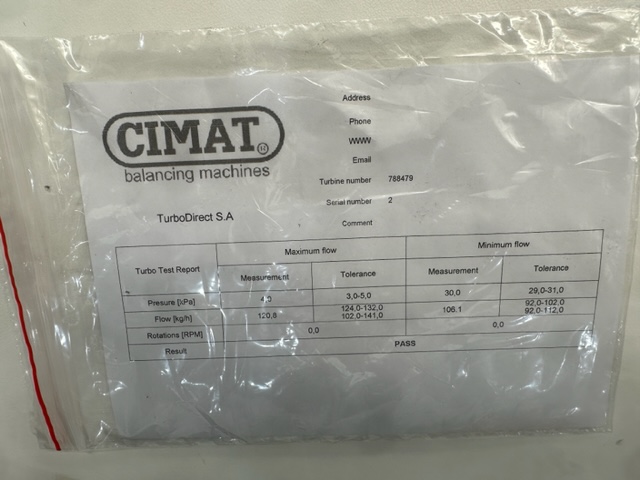 CIMAT
balancing machines
TurboDirect S.A
Address
Phone
WWW
Email
Turbine number 788479
Serial number 2
Comment
Turbo Test Report Maximum flow Minimum flow
Measurement Tolerance Measurement Tolerance
Presure [kPa] 4,0 3,0-5,0 30,0 29,0-31,0
Flow [kg/h] 120,8 124,0-132,0 106,1 92,0-102,0
102,0-141,0 92,0-112,0
Rotations [RPM] 0,0 0,0
Result PASS